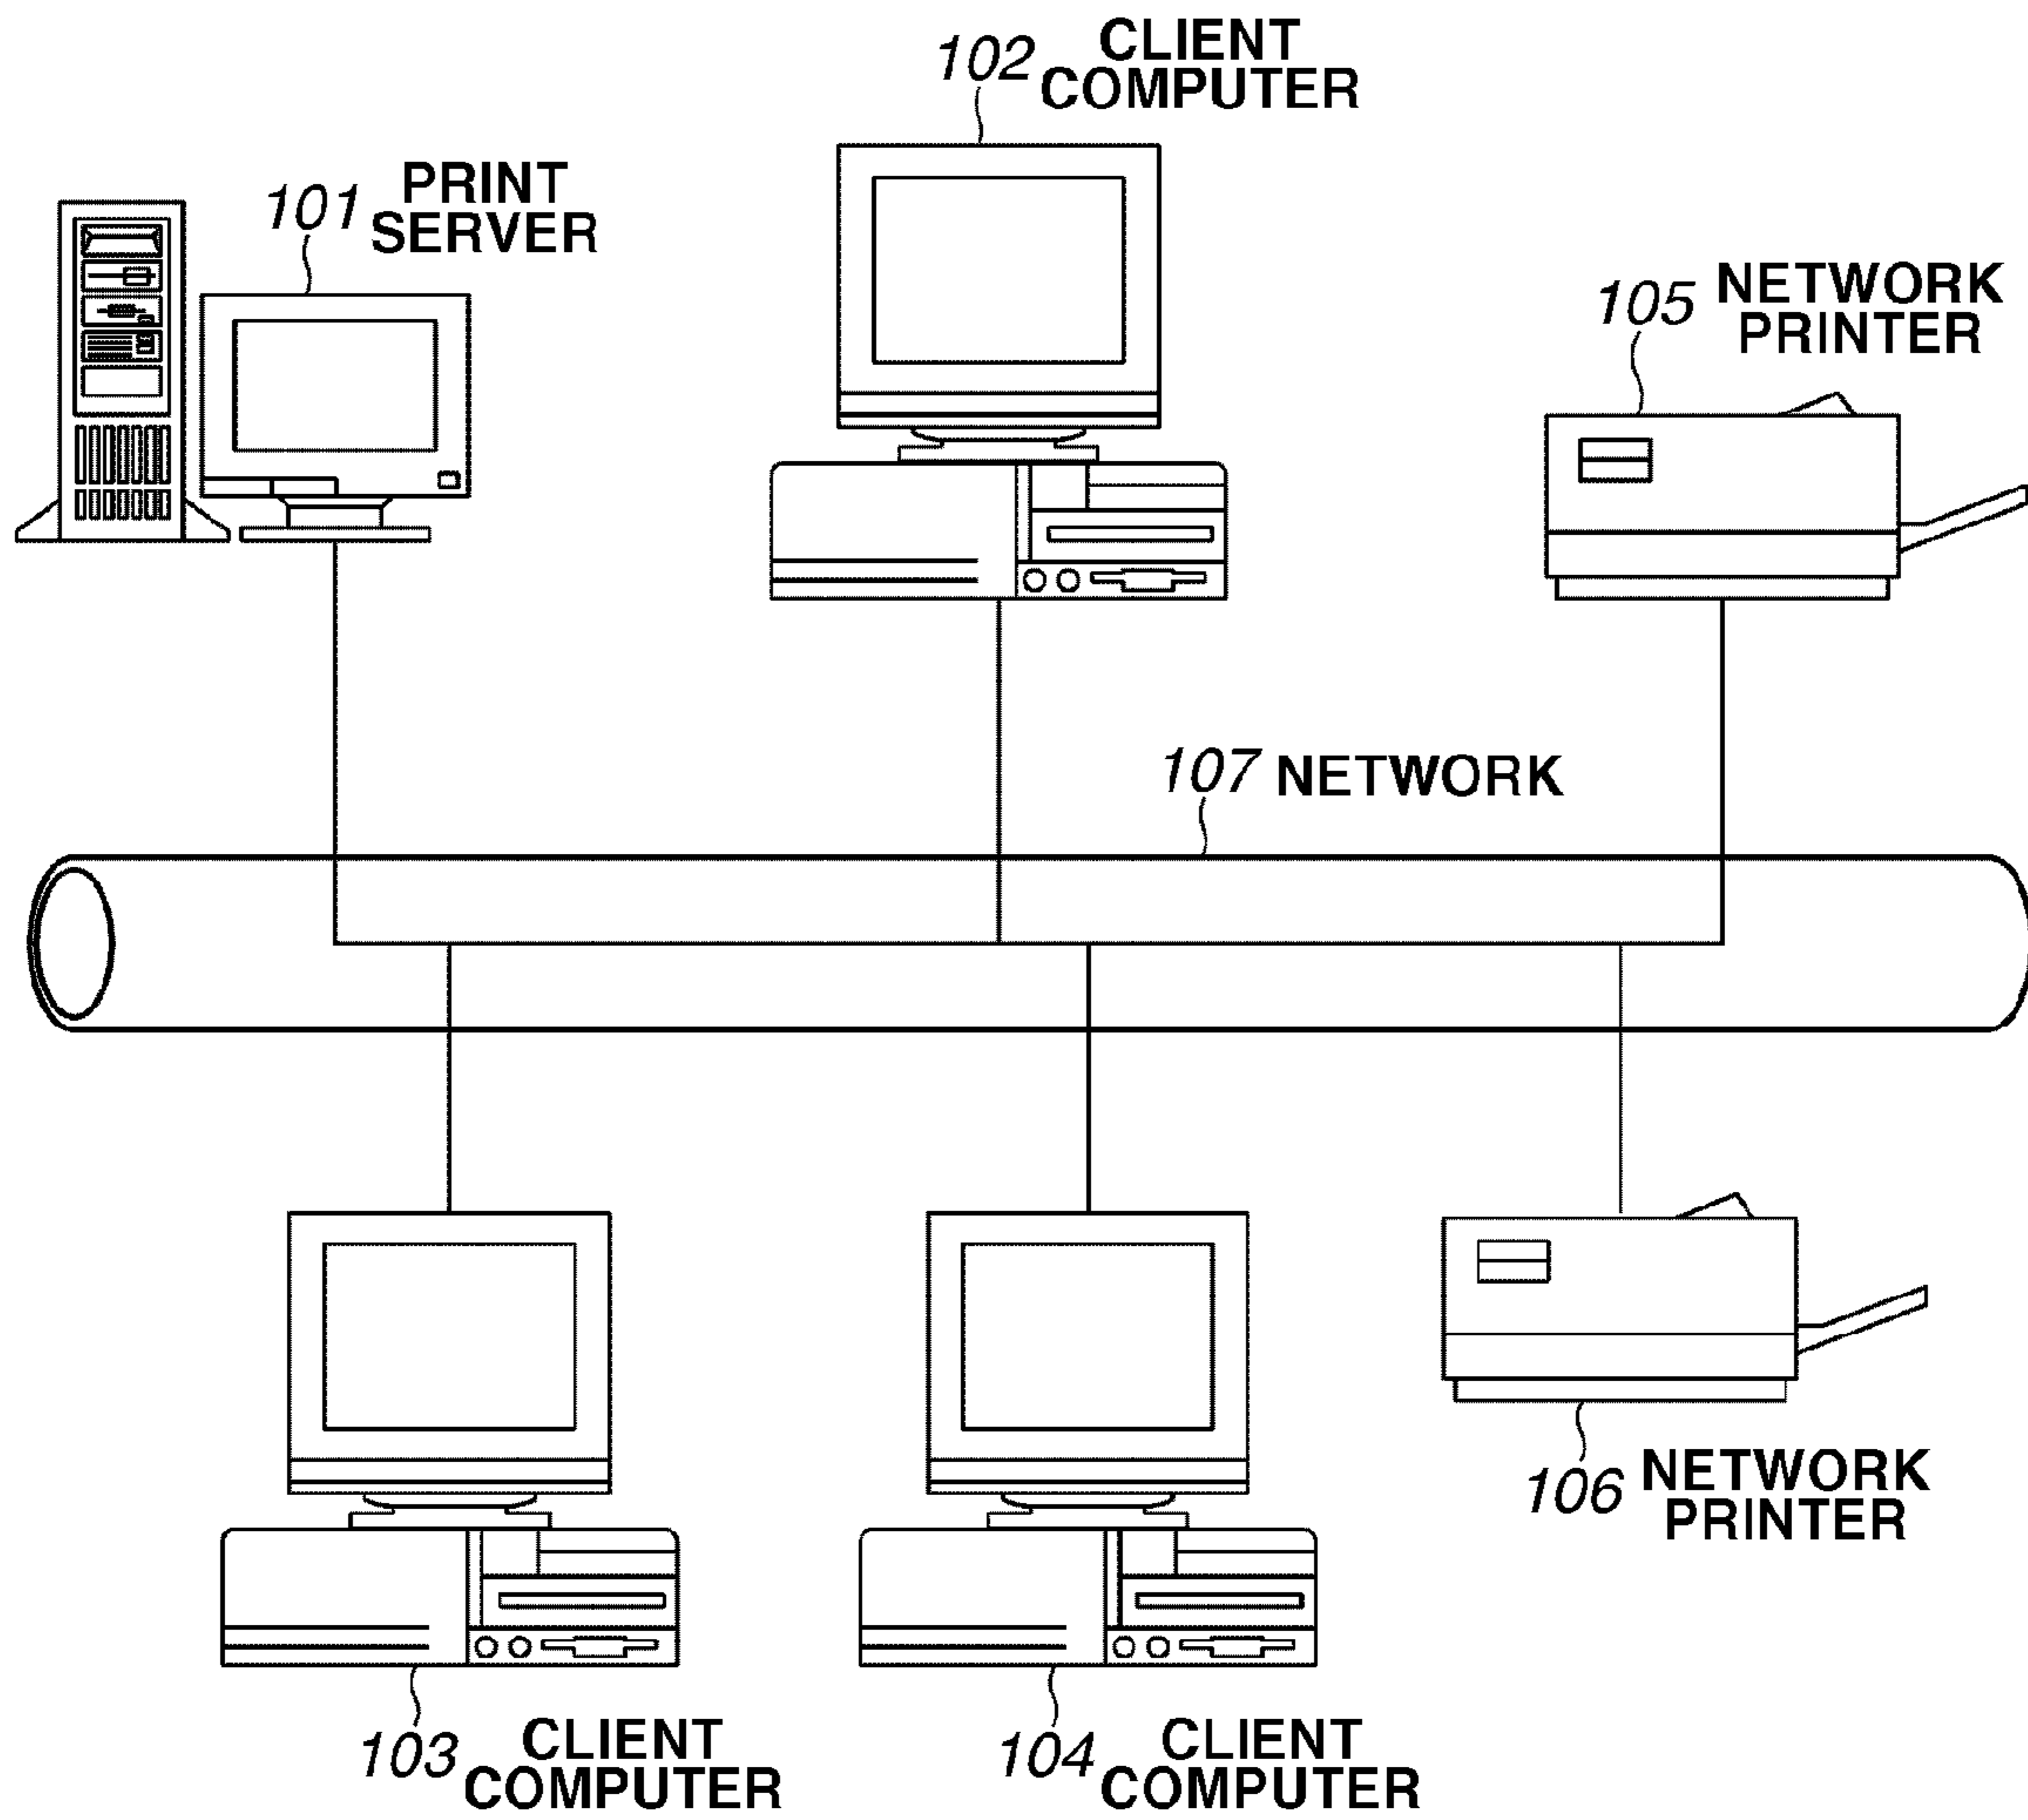 102 CLIENT
COMPUTER
101 PRINT
SERVER
105 NETWORK
PRINTER
107 NETWORK
106 NETWORK
PRINTER
103 CLIENT
COMPUTER
104 CLIENT
COMPUTER